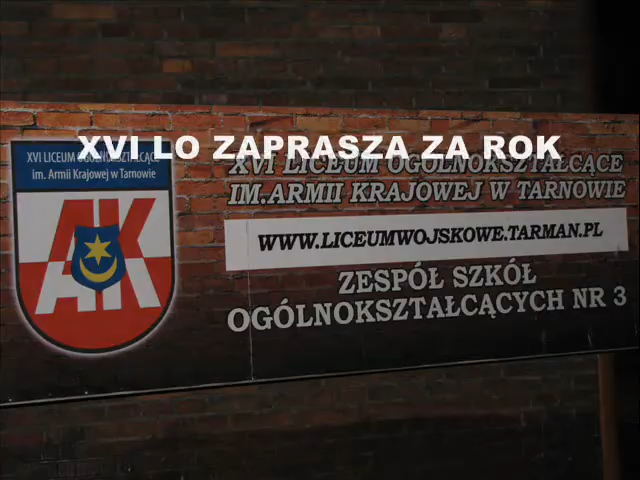 XVI LO ZAPRASZA ZA ROK
XVI LICEUM OGÓLNOKSZTAŁCĄCE
im. Armii Krajowej w Tarnowie
AK
AK
XVI LICEUM OGÓLNOKSZTAŁCĄCE
IM.ARMII KRAJOWEJ W TARNOWIE
WWW.LICEUMWOJSKOWE.TARMAN.PL
ZESPÓŁ SZKÓŁ
OGÓLNOKSZTAŁCĄCYCH NR 3